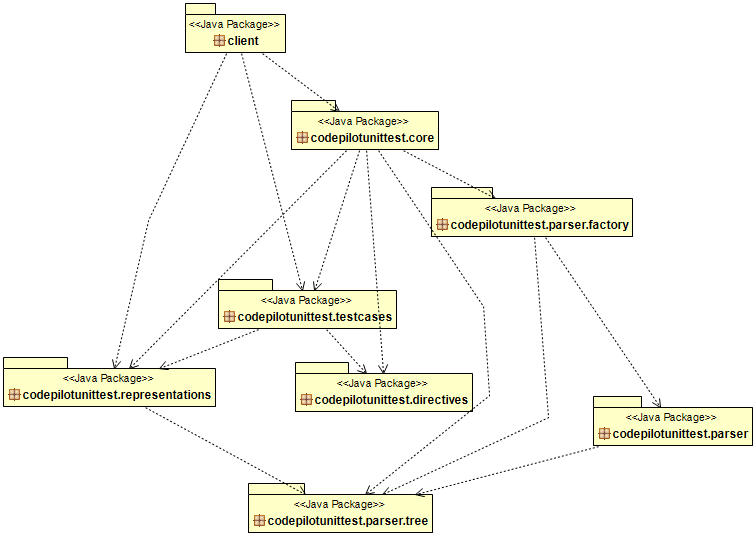 <<Java Package>>
client
<<Java Package>>
codepilotunittest.core
<<Java Package>>
codepilotunittest.parser.factory
<<Java Package>>
codepilotunittest.testcases
<<Java Package>>
codepilotunittest.representations
<<Java Package>>
codepilotunittest.directives
<<Java Package>>
codepilotunittest.parser
<<Java Package>>
codepilotunittest.parser.tree